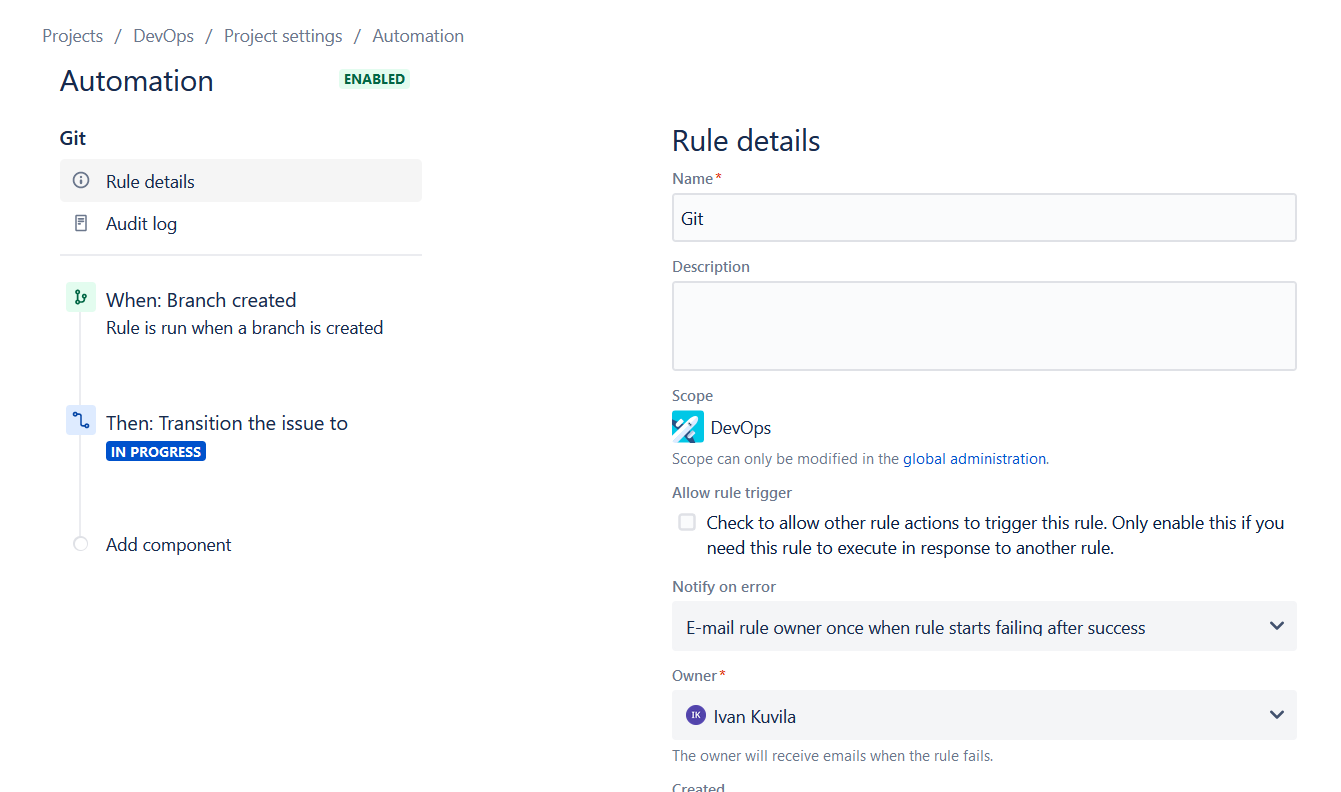 Projects / DevOps / Project settings / Automation
Automation
ENABLED
Git
Rule details
Audit log
When: Branch created
Rule is run when a branch is created
Then: Transition the issue to
IN PROGRESS
Add component
Rule details
Name*
Git
Description
Scope
DevOps
Scope can only be modified in the global administration.
Allow rule trigger
Check to allow other rule actions to trigger this rule. Only enable this if you
need this rule to execute in response to another rule.
Notify on error
E-mail rule owner once when rule starts failing after success
Owner*
IK Ivan Kuvila
The owner will receive emails when the rule fails.
Created